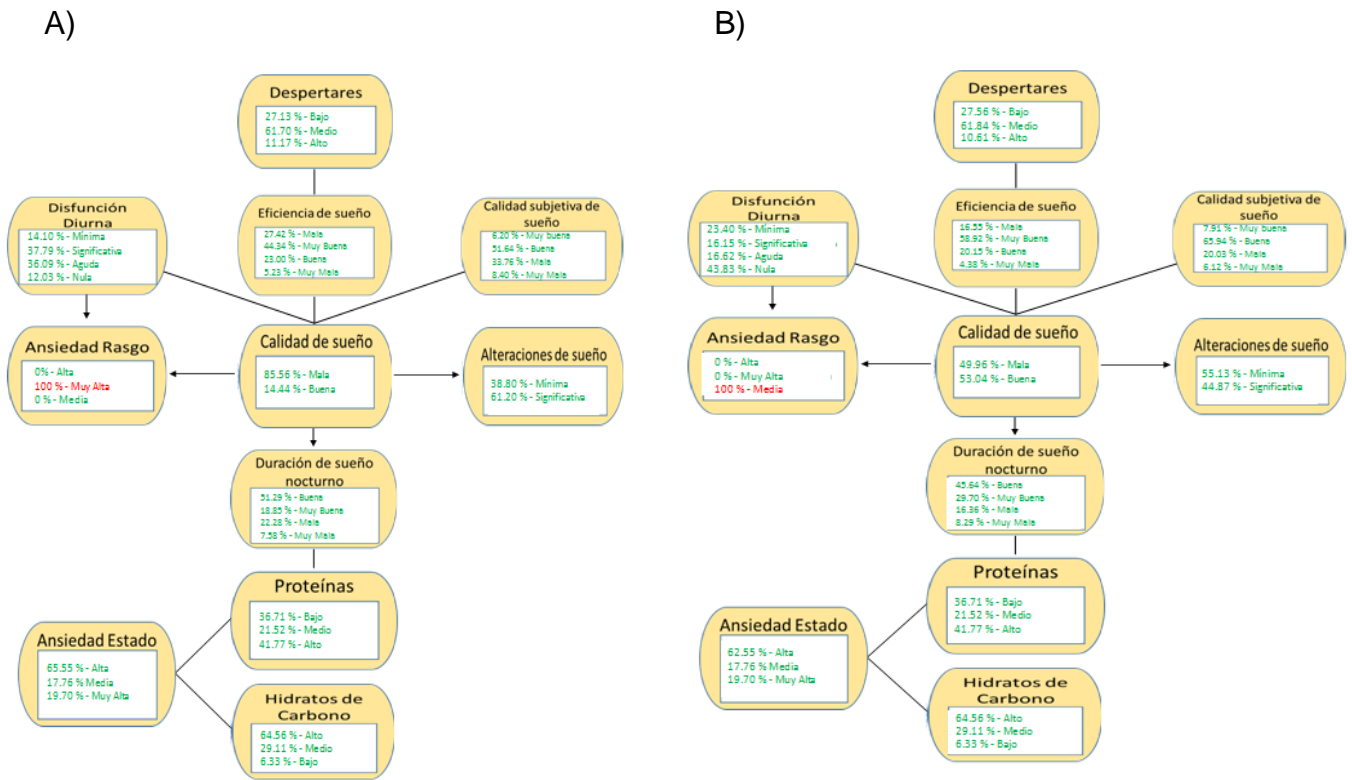 A)
Despertares
27.13 % - Bajo
61.70 % - Medio
11.17 % - Alto
Disfunción
Diurna
14.10 % - Mínima
37.79 % - Significativa
36.09 % - Aguda
12.03 % - Nula
Eficiencia de sueño
27.42 % - Mala
44.34 % - Muy Buena
23.00 % - Buena
5.23 % - Muy Mala
Calidad subjetiva de
sueño
6.20 % - Muy buena
51.64 % - Buena
33.76 % - Mala
8.40 % - Muy Mala
Ansiedad Rasgo
0% - Alta
100 % - Muy Alta
0 % - Media
Calidad de sueño
85.56 % - Mala
14.44 % - Buena
Alteraciones de sueño
38.80 % - Mínima
61.20 % - Significativa
Duración de sueño
nocturno
51.29 % - Buena
18.85 % - Muy Buena
22.28 % - Mala
7.58 % - Muy Mala
Proteínas
36.71 % - Bajo
21.52 % - Medio
41.77 % - Alto
Ansiedad Estado
65.55 % - Alta
17.76 % - Media
19.70 % - Muy Alta
Hidratos de
Carbono
64.56 % - Alto
29.11 % - Medio
6.33 % - Bajo
B)
Despertares
27.56 % - Bajo
61.84 % - Medio
10.61 % - Alto
Disfunción
Diurna
23.40 % - Mínima
16.15 % - Significativa
16.62 % - Aguda
43.83 % - Nula
Eficiencia de sueño
16.55 % - Mala
58.92 % - Muy Buena
20.15 % - Buena
4.38 % - Muy Mala
Calidad subjetiva de
sueño
7.91 % - Muy buena
65.94 % - Buena
20.03 % - Mala
6.12 % - Muy Mala
Ansiedad Rasgo
0 % - Alta
0 % - Muy Alta
100 % - Media
Calidad de sueño
49.96 % - Mala
53.04 % - Buena
Alteraciones de sueño
55.13 % - Mínima
44.87 % - Significativa
Duración de sueño
nocturno
45.64 % - Buena
29.70 % - Muy Buena
16.36 % - Mala
8.29 % - Muy Mala
Proteínas
36.71 % - Bajo
21.52 % - Medio
41.77 % - Alto
Ansiedad Estado
62.55 % - Alta
17.76 % Media
19.70 % - Muy Alta
Hidratos de
Carbono
64.56 % - Alto
29.11 % - Medio
6.33 % - Bajo